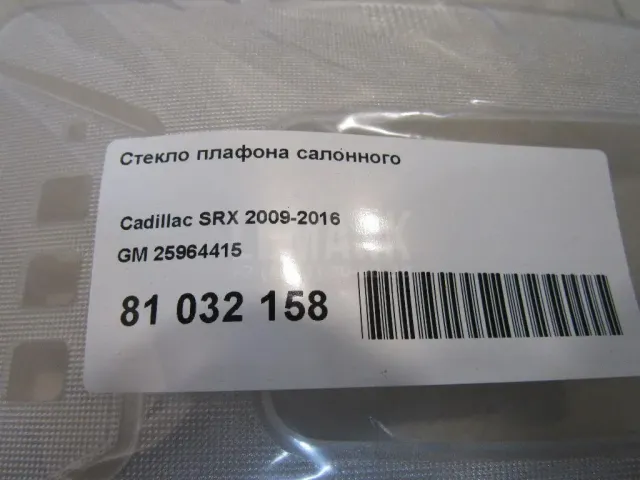 Стекло плафона салонного
Cadillac SRX 2009-2016
GM 25964415
81 032 158